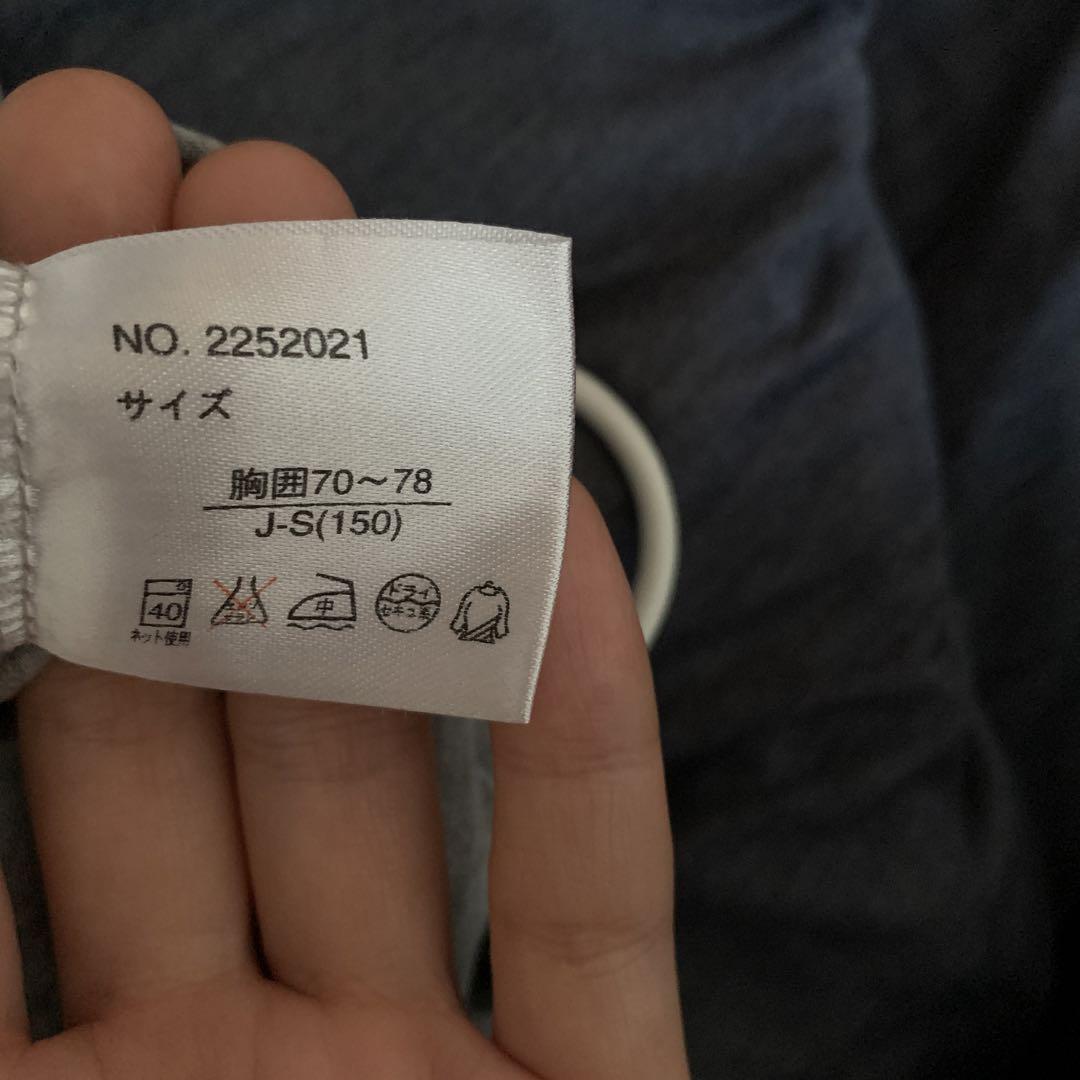 NO. 2252021
サイズ
胸囲70〜78
J-S(150)
40 中 ドライ
ネット使用 セキユ系